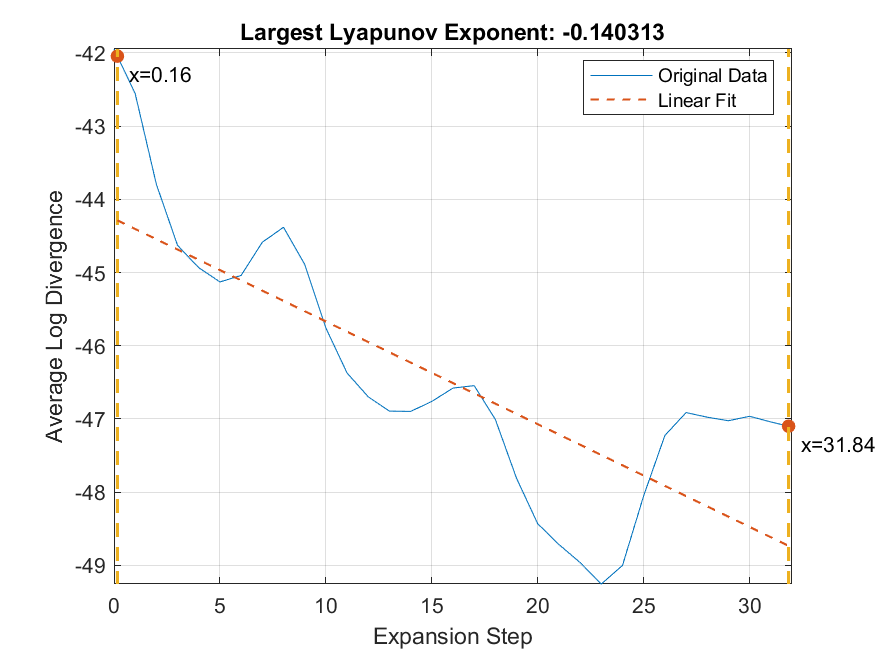 Largest Lyapunov Exponent: -0.140313
-42
x=0.16
Original Data
Linear Fit
-43
-44
-45
-46
-47
x=31.84
-48
-49
Average Log Divergence
0 5 10 15 20 25 30
Expansion Step